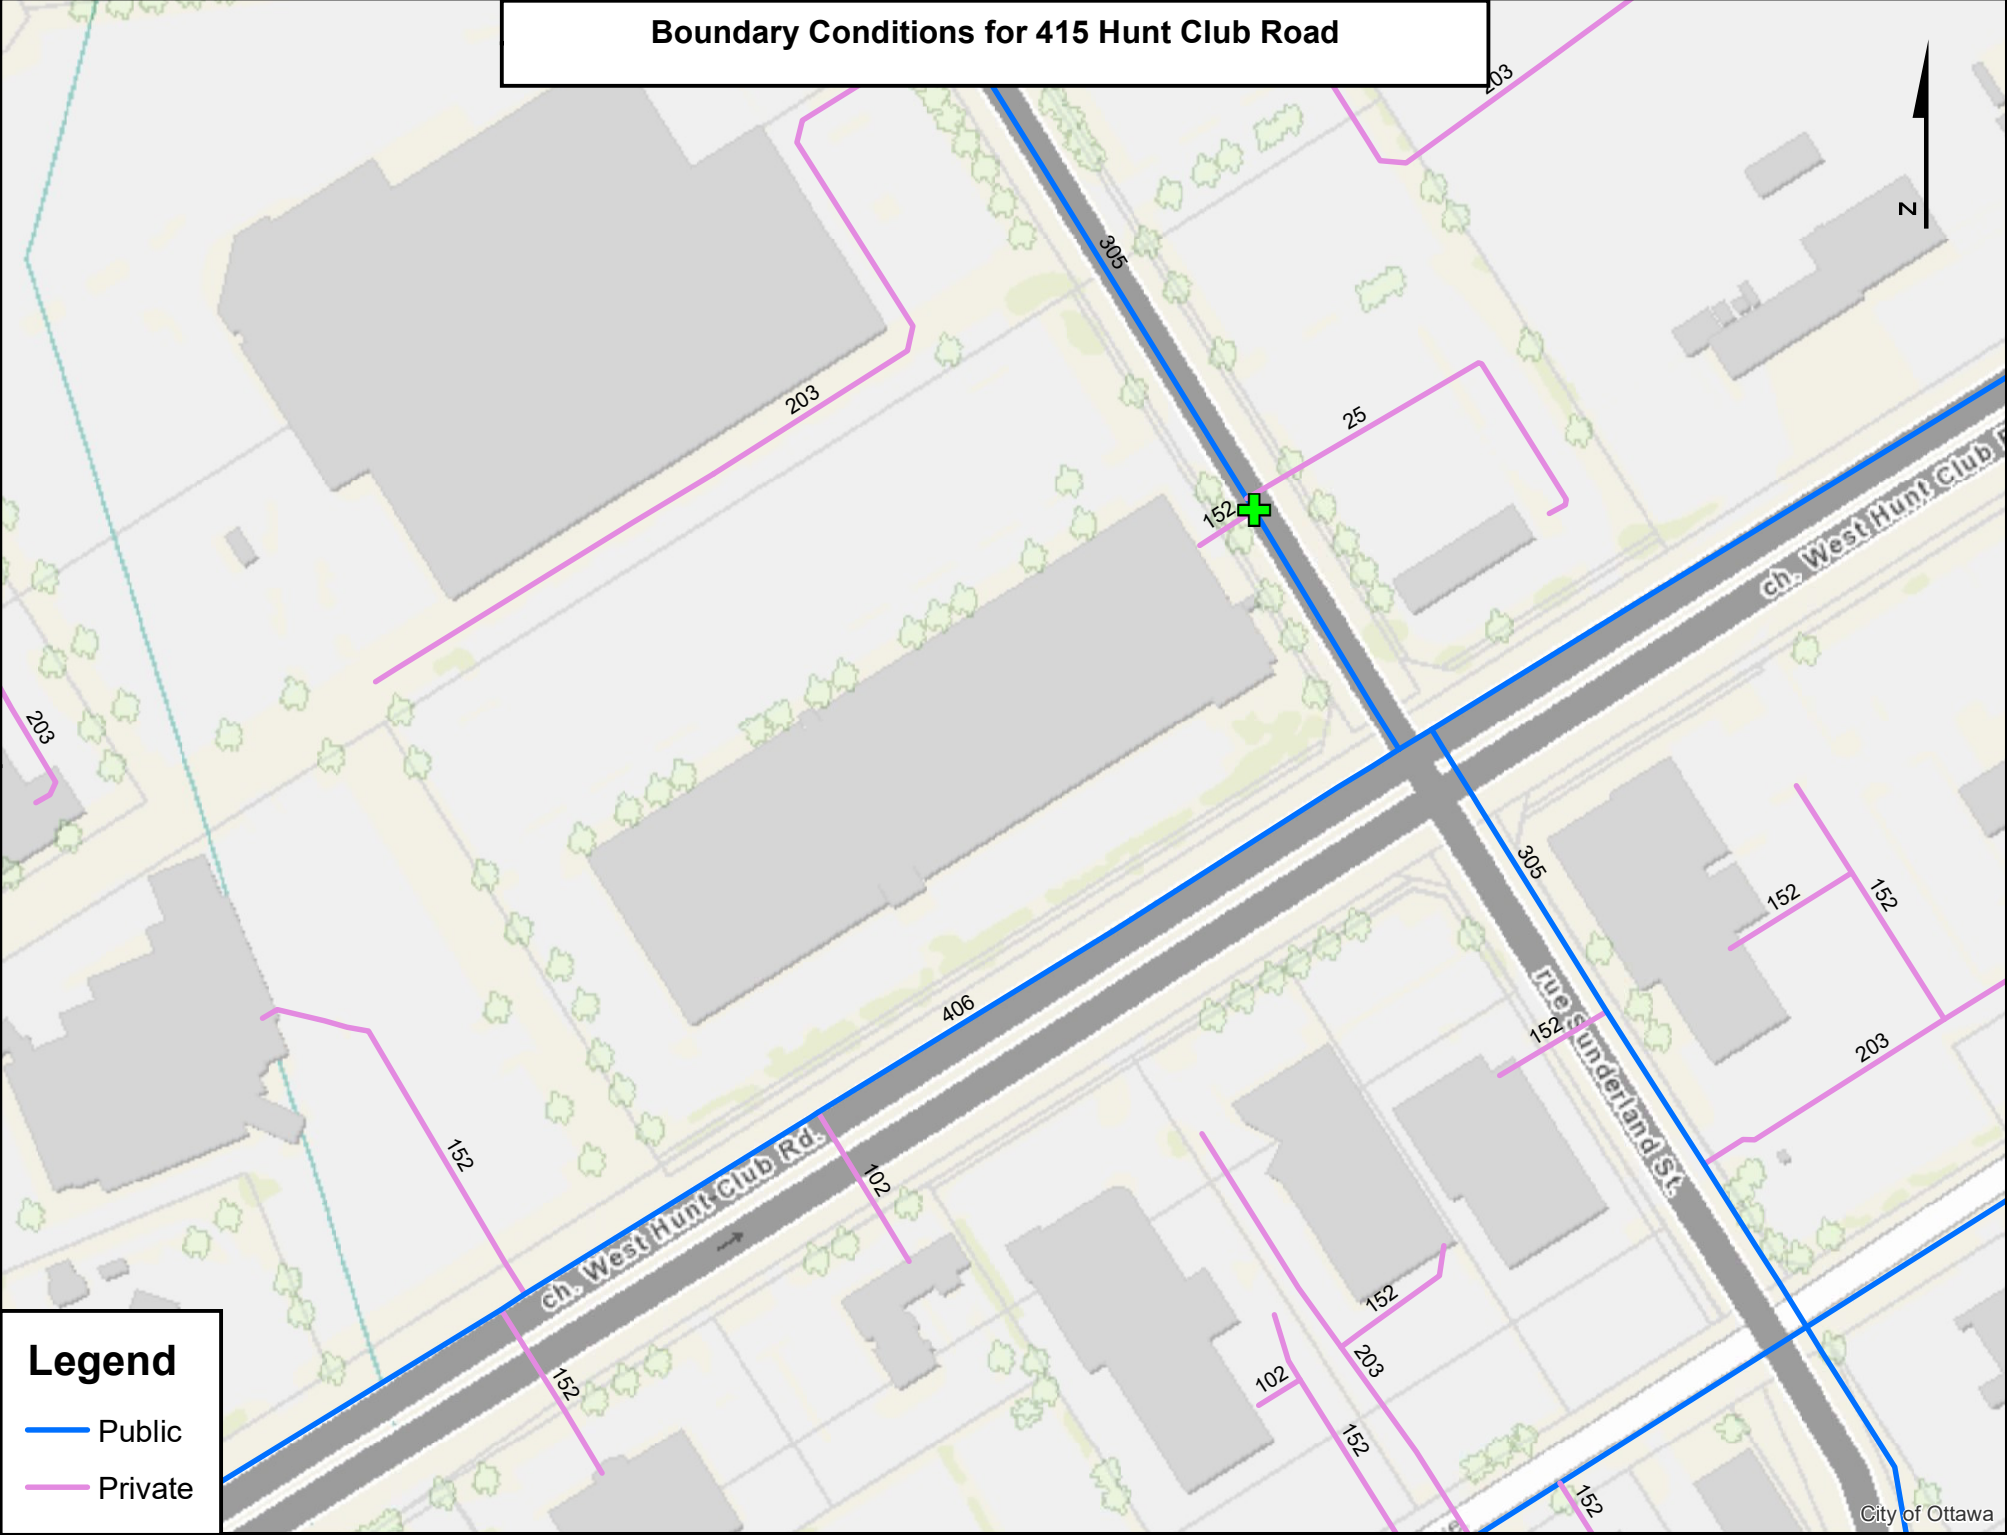 Boundary Conditions for 415 Hunt Club Road
203
N
305
203
25
152
ch. West Hunt Club
203
305
152
152
406
rue Sunderland St.
152
203
152
102
ch. West Hunt Club Rd.
152
152
203
102
152
152
Legend
Public
Private
City of Ottawa